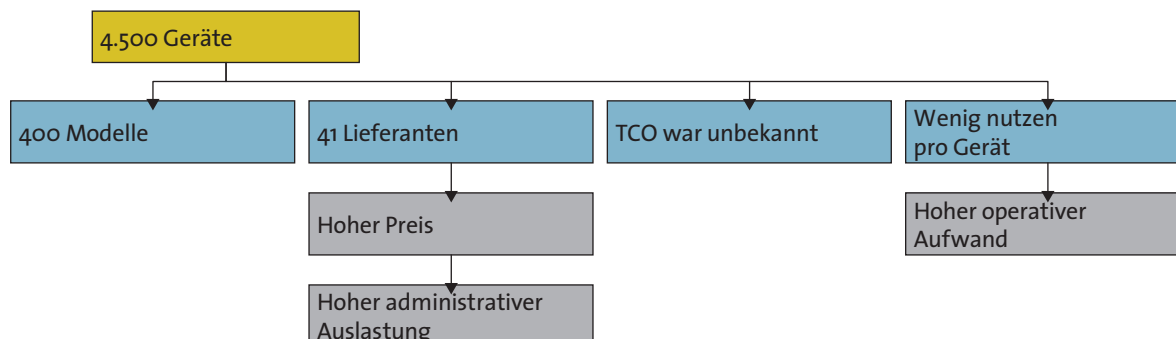 4.500 Geräte
400 Modelle
41 Lieferanten
TCO war unbekannt
Wenig nutzen
pro Gerät
Hoher Preis
Hoher operativer
Aufwand
Hoher administrativer
Auslastung